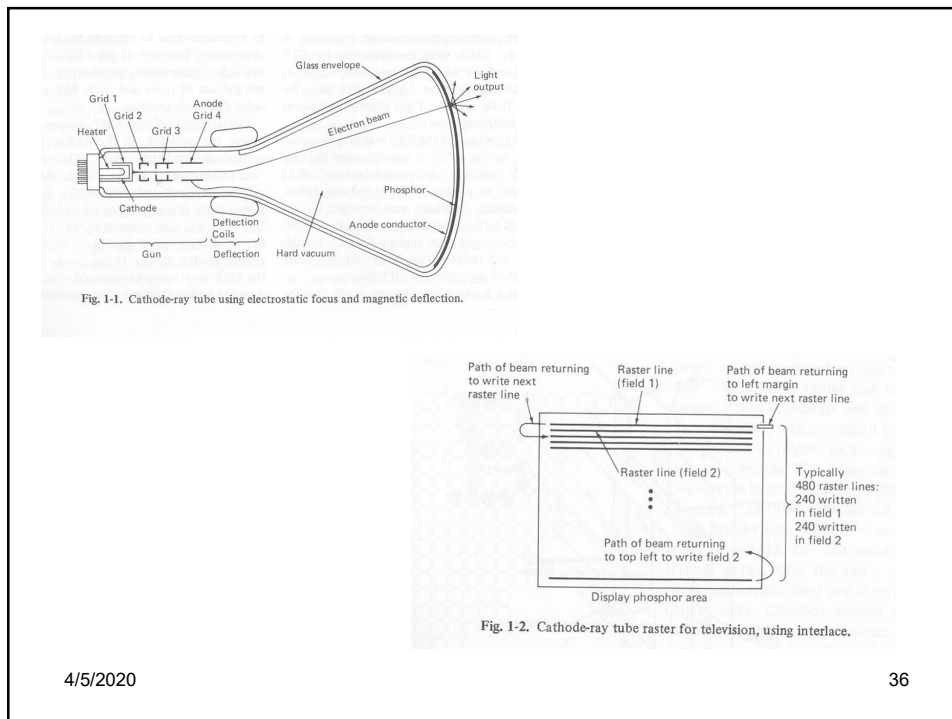 Glass envelope
Light
output
Grid 1
Grid 2
Heater
Grid 3
Anode
Grid 4
Electron beam
Cathode
Phosphor
Anode conductor
Deflection
Coils
Gun
Deflection
Hard vacuum
Fig. 1-1. Cathode-ray tube using electrostatic focus and magnetic deflection.
Path of beam returning
to write next
raster line
Raster line
(field 1)
Path of beam returning
to left margin
to write next raster line
Raster line (field 2)
Typically
480 raster lines:
240 written
in field 1
240 written
in field 2
Path of beam returning
to top left to write field 2
Display phosphor area
Fig. 1-2. Cathode-ray tube raster for television, using interlace.
4/5/2020
36